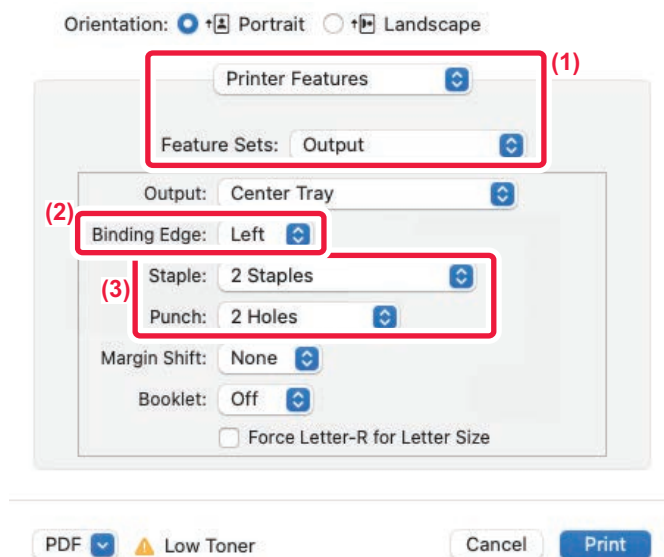 Orientation: Portrait Landscape
(1)
Printer Features
Feature Sets: Output
Output: Center Tray
(2)
Binding Edge: Left
(3)
Staple: 2 Staples
Punch: 2 Holes
Margin Shift: None
Booklet: Off
Force Letter-R for Letter Size
PDF Low Toner Cancel Print